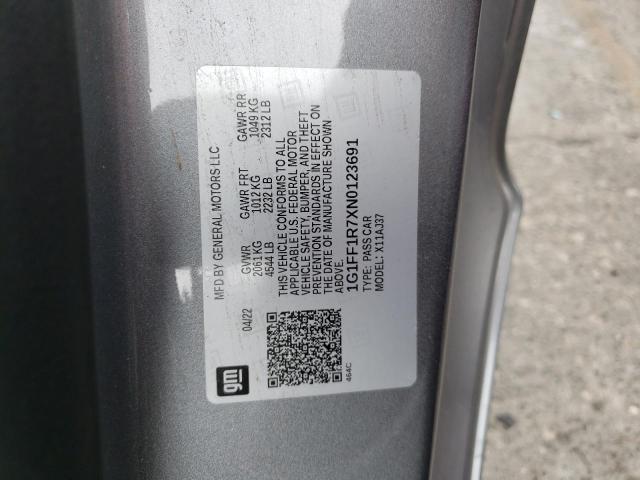 MFD BY GENERAL MOTORS LLC
04/22
GVWR
2061 KG
4544 LB
GAWR FRT
1012 KG
2232 LB
GAWR RR
1049 KG
2312 LB
THIS VEHICLE CONFORMS TO ALL
APPLICABLE U.S. FEDERAL MOTOR
VEHICLE SAFETY, BUMPER, AND THEFT
PREVENTION STANDARDS IN EFFECT ON
THE DATE OF MANUFACTURE SHOWN
ABOVE.
1G1FF1R7XN0123691
TYPE: PASS CAR
MODEL: X11AJ37
gm
464C